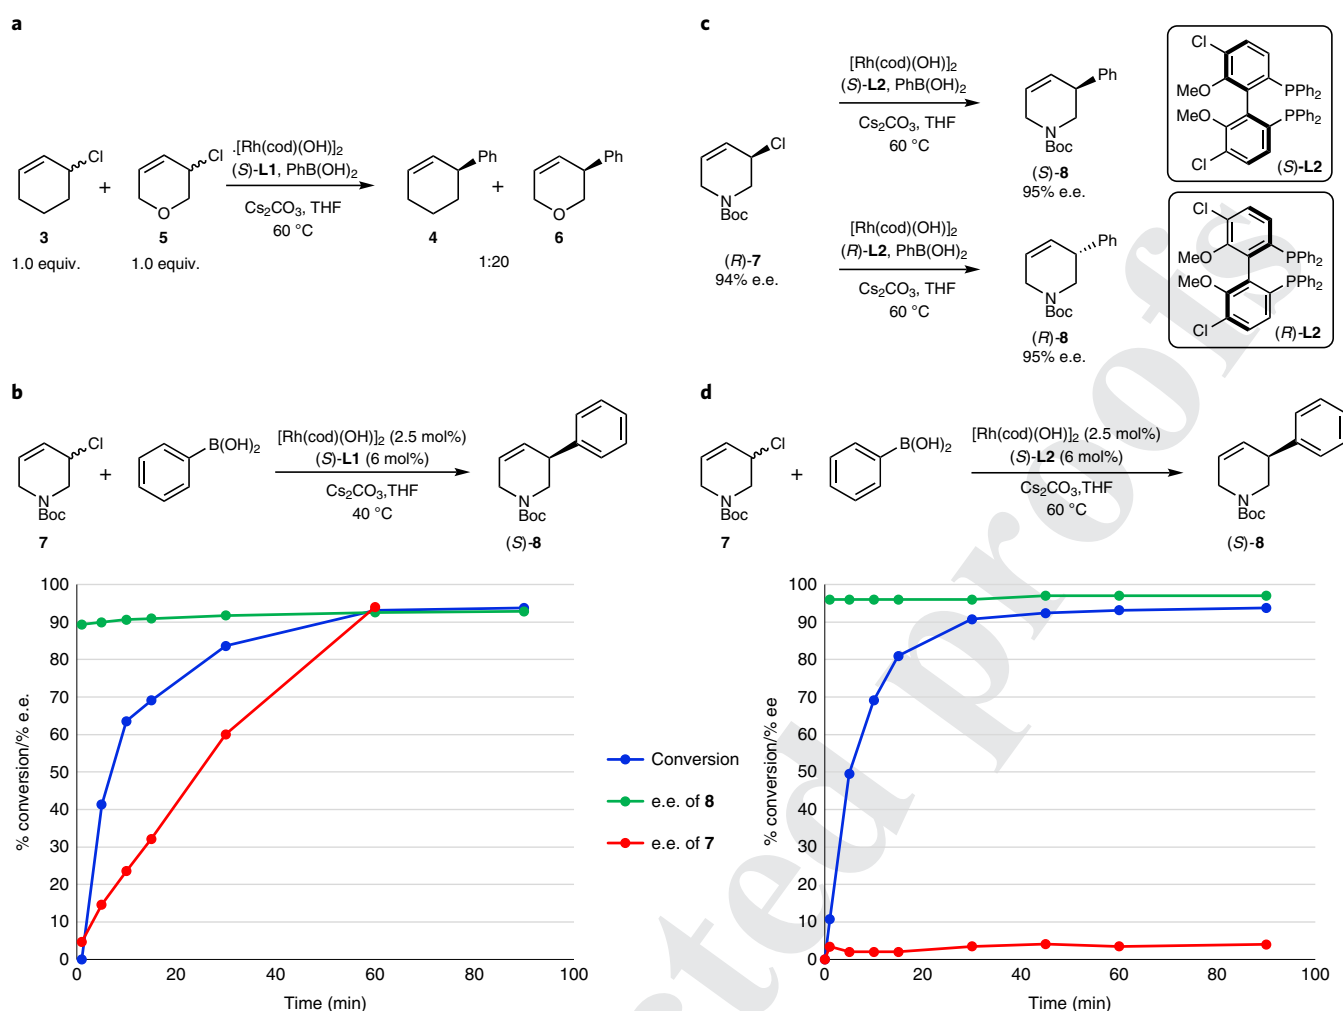 a
.[Rh(cod)(OH)]2
(S)-L1, PhB(OH)2
Cs2CO3, THF
60 °C
Cl
+
Cl
O
Ph
+
Ph
O
3
5
4
6
1.0 equiv.
1.0 equiv.
1:20
c
[Rh(cod)(OH)]2
(S)-L2, PhB(OH)2
Cs2CO3, THF
60 °C
Ph
N
Boc
(S)-8
95% e.e.
Cl
N
Boc
(R)-7
94% e.e.
[Rh(cod)(OH)]2
(R)-L2, PhB(OH)2
Cs2CO3, THF
60 °C
Ph
N
Boc
(R)-8
95% e.e.
Cl
MeO
PPh2
MeO
PPh2
Cl
(S)-L2
Cl
MeO
PPh2
MeO
PPh2
Cl
(R)-L2
b
Cl
N
Boc
7
+
B(OH)2
[Rh(cod)(OH)]2 (2.5 mol%)
(S)-L1 (6 mol%)
Cs2CO3,THF
40 °C
N
Boc
(S)-8
% conversion/% e.e.
100
90
80
70
60
50
40
30
20
10
0
0
20
40
60
80
100
Time (min)
Conversion
e.e. of 8
e.e. of 7
d
Cl
N
Boc
7
+
B(OH)2
[Rh(cod)(OH)]2 (2.5 mol%)
(S)-L2 (6 mol%)
Cs2CO3,THF
60 °C
N
Boc
(S)-8
% conversion/% ee
100
90
80
70
60
50
40
30
20
10
0
0
20
40
60
80
100
Time (min)
ted proofs